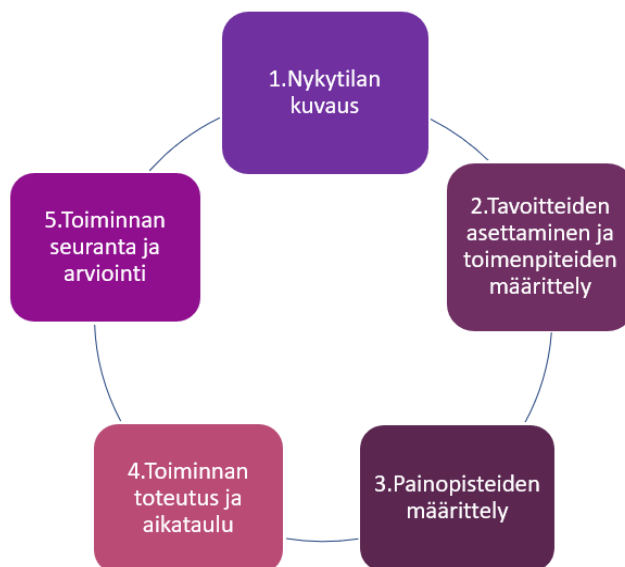 1.Nykytilan
kuvaus
2.Tavoitteiden
asettaminen ja
toimenpiteiden
määrittely
3.Painopisteiden
määrittely
4.Toiminnan
toteutus ja
aikataulu
5.Toiminnan
seuranta ja
arviointi